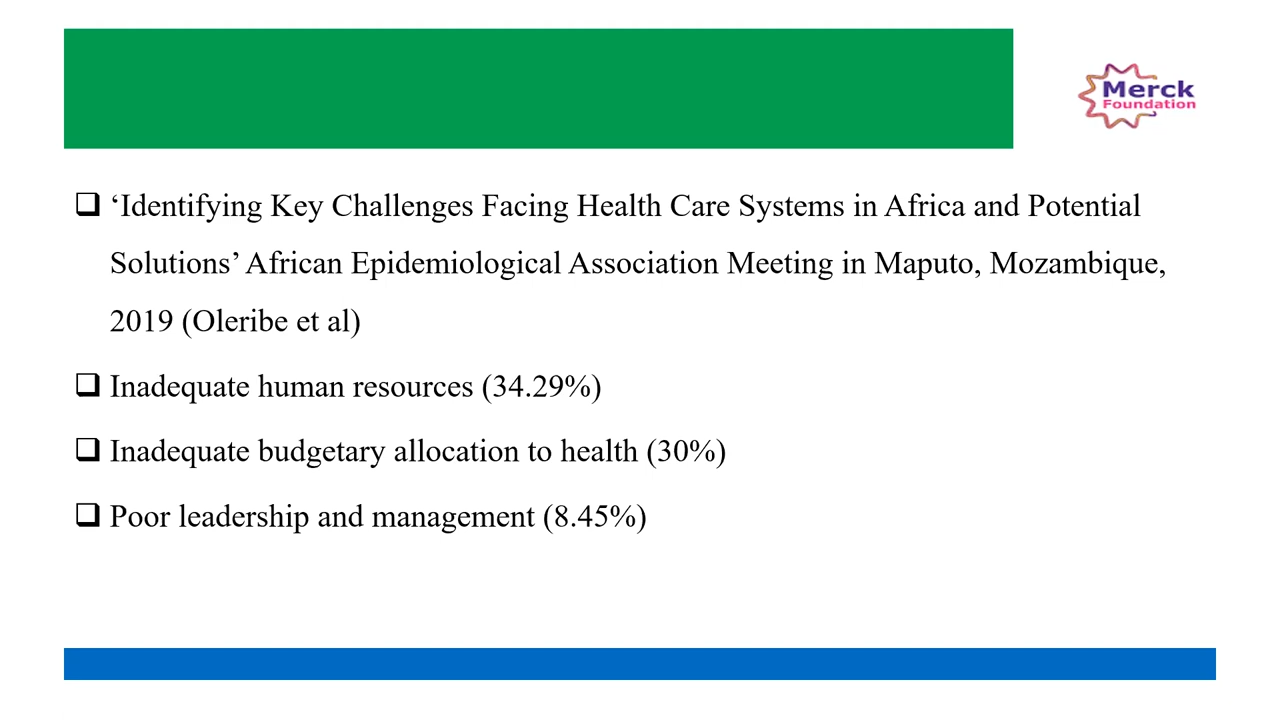 Merck
Foundation
‘Identifying Key Challenges Facing Health Care Systems in Africa and Potential
Solutions’ African Epidemiological Association Meeting in Maputo, Mozambique,
2019 (Oleribe et al)
Inadequate human resources (34.29%)
Inadequate budgetary allocation to health (30%)
Poor leadership and management (8.45%)